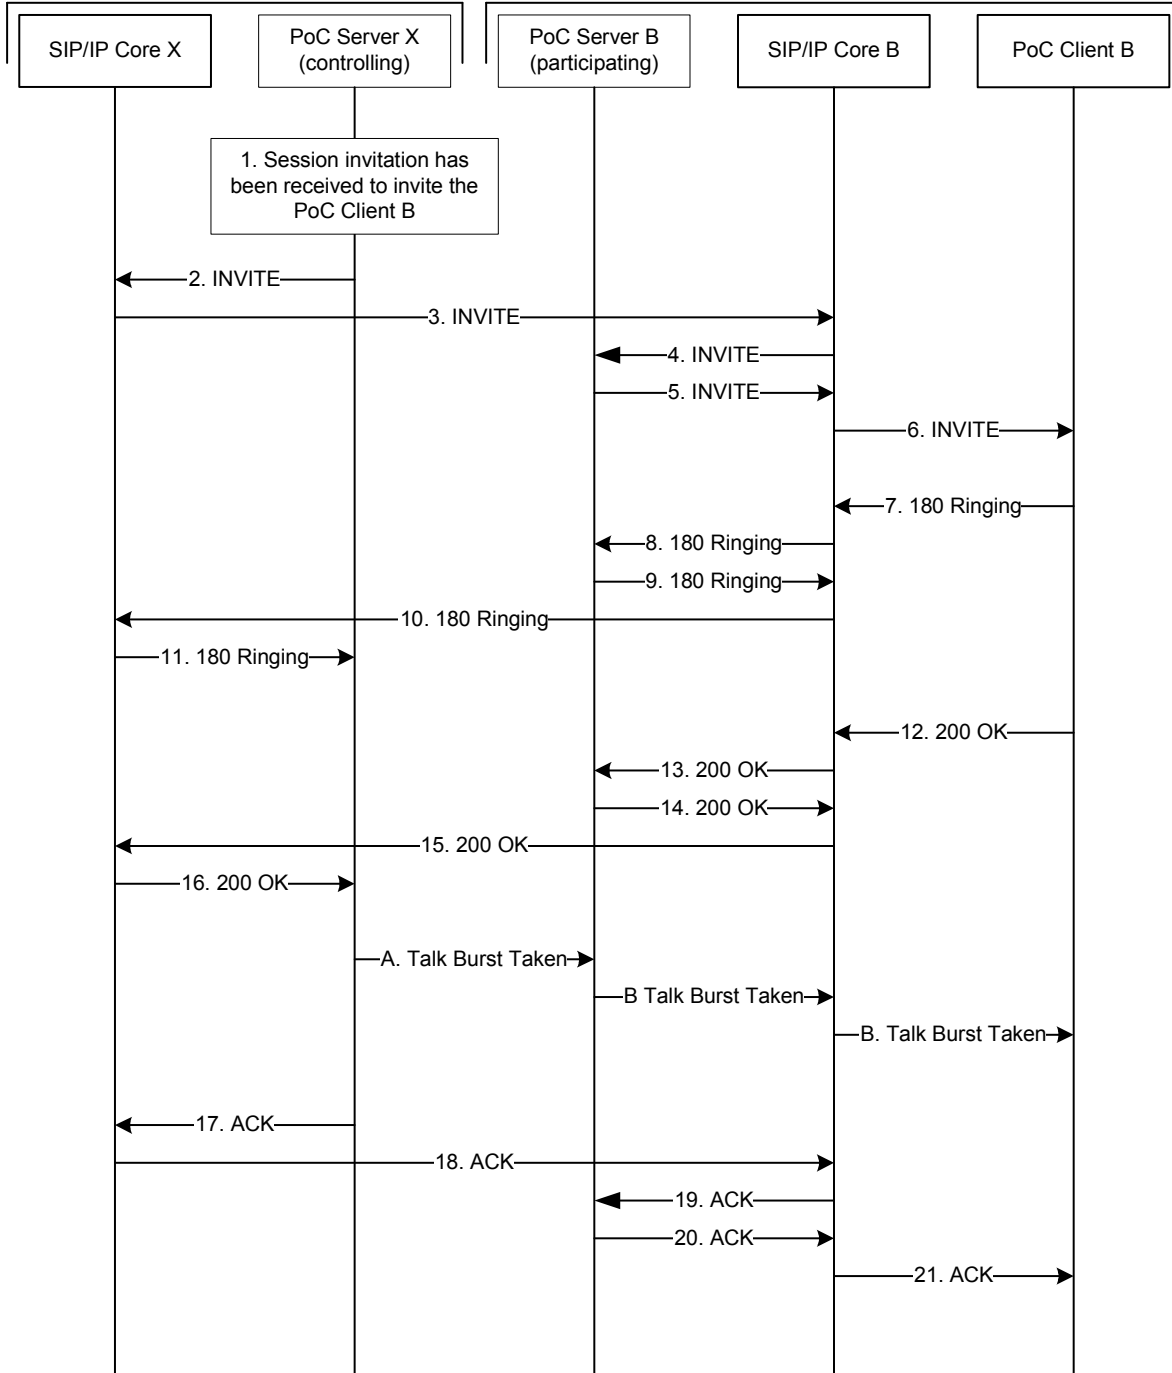 SIP/IP Core X
PoC Server X
(controlling)
PoC Server B
(participating)
SIP/IP Core B
PoC Client B
1. Session invitation has
been received to invite the
PoC Client B
2. INVITE
3. INVITE
4. INVITE
5. INVITE
6. INVITE
7. 180 Ringing
8. 180 Ringing
9. 180 Ringing
10. 180 Ringing
11. 180 Ringing
12. 200 OK
13. 200 OK
14. 200 OK
15. 200 OK
16. 200 OK
A. Talk Burst Taken
B Talk Burst Taken
B. Talk Burst Taken
17. ACK
18. ACK
19. ACK
20. ACK
21. ACK